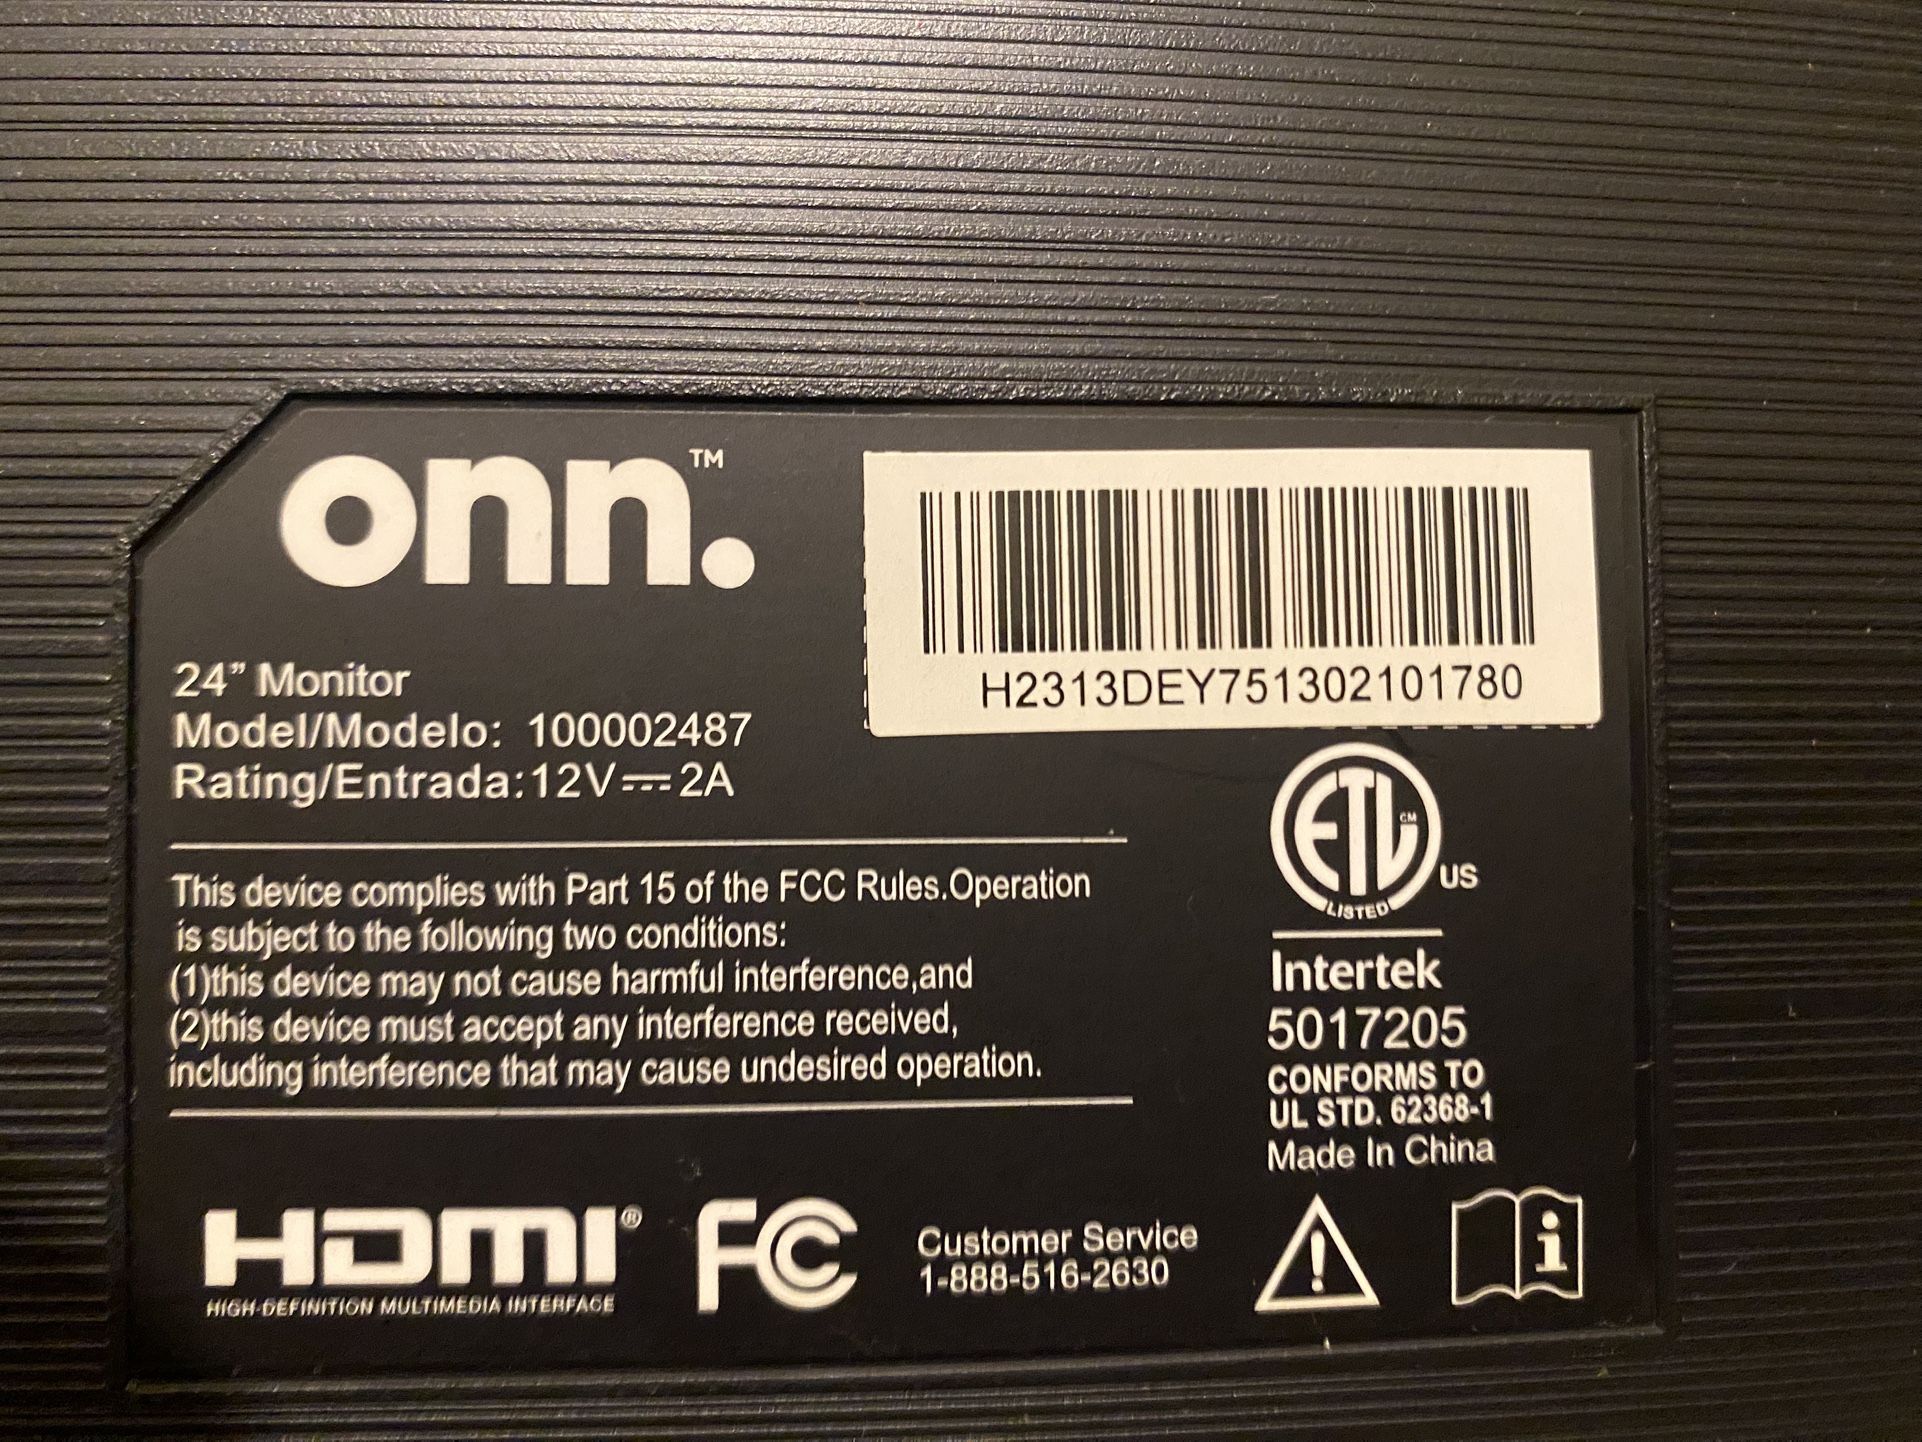 onn.™
H2313DEY751302101780
24” Monitor
Model/Modelo: 100002487
Rating/Entrada:12V⎓2A
This device complies with Part 15 of the FCC Rules.Operation
is subject to the following two conditions:
(1)this device may not cause harmful interference,and
(2)this device must accept any interference received,
including interference that may cause undesired operation.
ETL CM
LISTED
US
Intertek
5017205
CONFORMS TO
UL STD. 62368-1
Made In China
HDMI®
HIGH-DEFINITION MULTIMEDIA INTERFACE
FC
Customer Service
1-888-516-2630